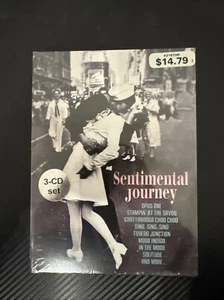 $14.79
3-CD
set
Sentimental
Journey
OPUS ONE
STOMPIN' AT THE SAVOY
CHATTANOOGA CHOO CHOO
SING, SING, SING
TUXEDO JUNCTION
MOOD INDIGO
IN THE MOOD
SOLITUDE
AND MORE